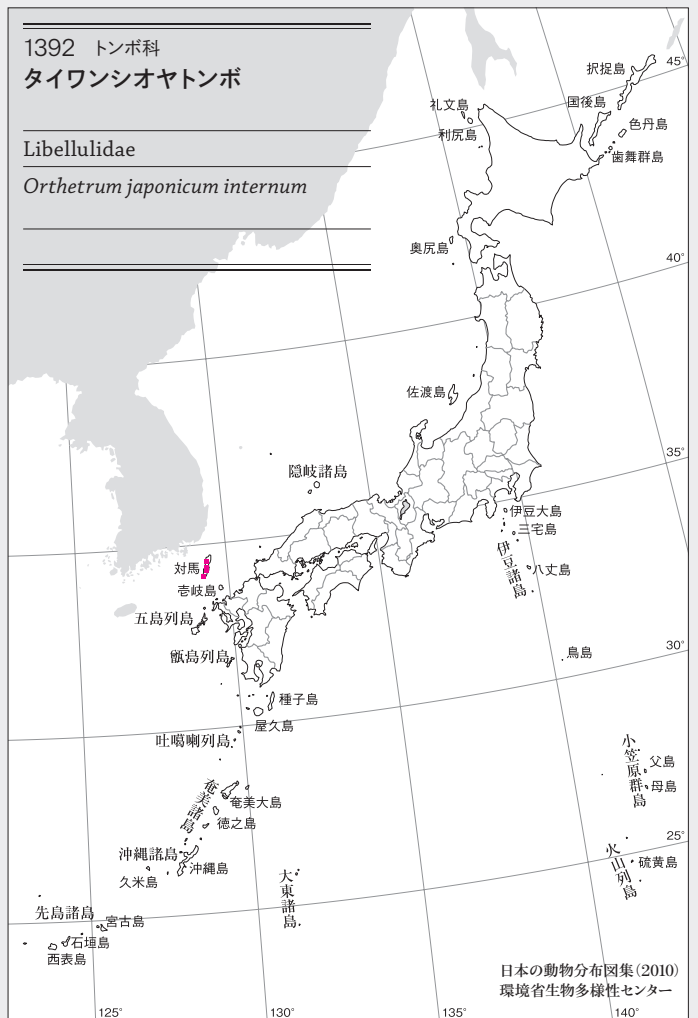 1392 トンボ科
タイワンシオヤトンボ
Libellulidae
Orthetrum japonicum internum
択捉島
45°
礼文島
国後島
色丹島
利尻島
歯舞群島
奥尻島
40°
佐渡島
35°
隠岐諸島
伊豆大島
三宅島
伊豆諸島
八丈島
対馬
壱岐島
五島列島
甑島列島
鳥島
30°
種子島
屋久島
吐噶喇列島
小笠原群島
父島
母島
奄美諸島
奄美大島
徳之島
25°
沖縄諸島
沖縄島
久米島
火山列島
硫黄島
大東諸島
先島諸島
宮古島
石垣島
西表島
日本の動物分布図集(2010)
環境省生物多様性センター
125°
130°
135°
140°